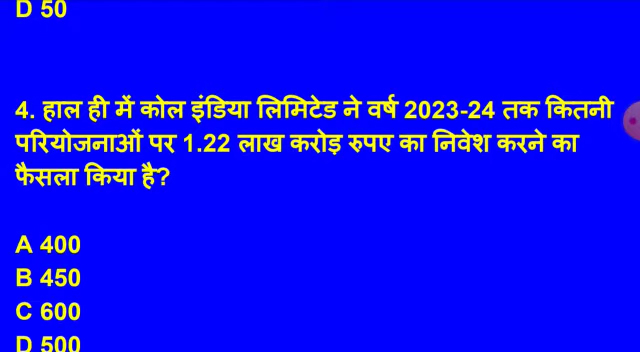 D 50
4. हाल ही में कोल इंडिया लिमिटेड ने वर्ष 2023-24 तक कितनी
परियोजनाओं पर 1.22 लाख करोड़ रुपए का निवेश करने का
फैसला किया है?
A 400
B 450
C 600
D 500